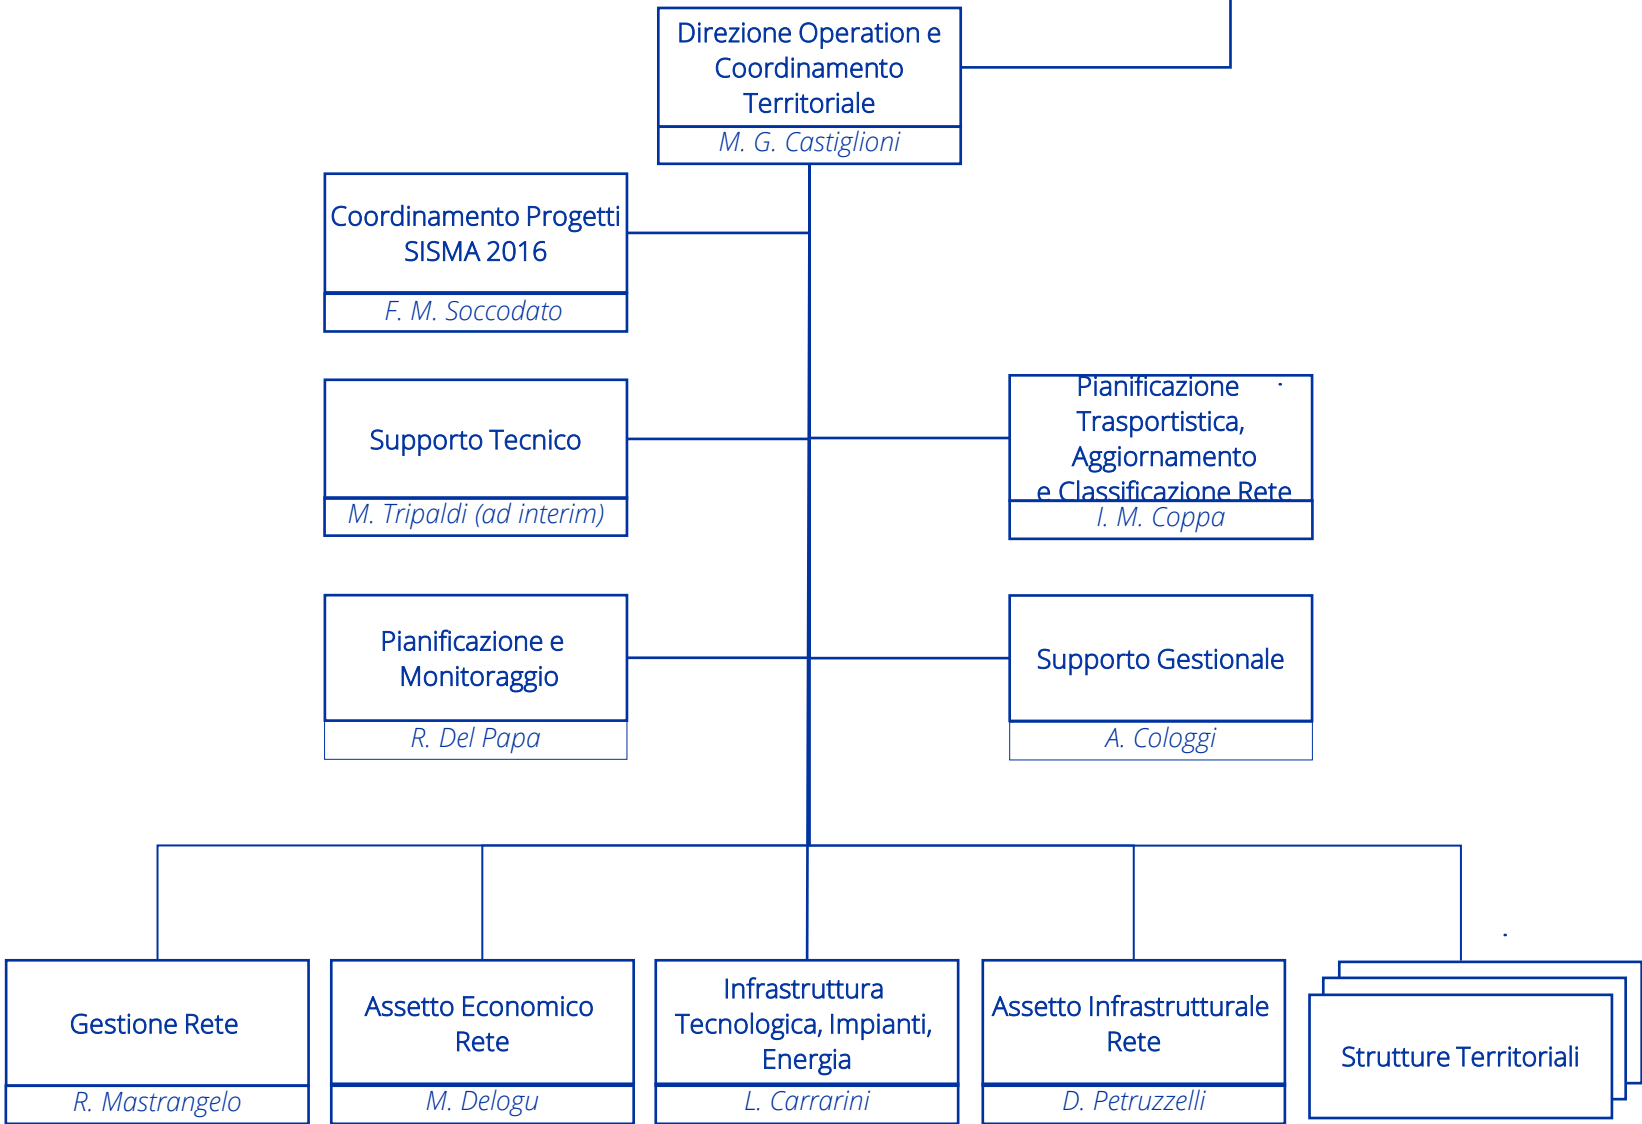 Direzione Operation e
Coordinamento
Territoriale
M. G. Castiglioni
Coordinamento Progetti
SISMA 2016
F. M. Soccodato
Supporto Tecnico
M. Tripaldi (ad interim)
Pianificazione
Trasportistica,
Aggiornamento
e Classificazione Rete
I. M. Coppa
Pianificazione e
Monitoraggio
R. Del Papa
Supporto Gestionale
A. Cologgi
Gestione Rete
R. Mastrangelo
Assetto Economico
Rete
M. Delogu
Infrastruttura
Tecnologica, Impianti,
Energia
L. Carrarini
Assetto Infrastrutturale
Rete
D. Petruzzelli
Strutture Territoriali